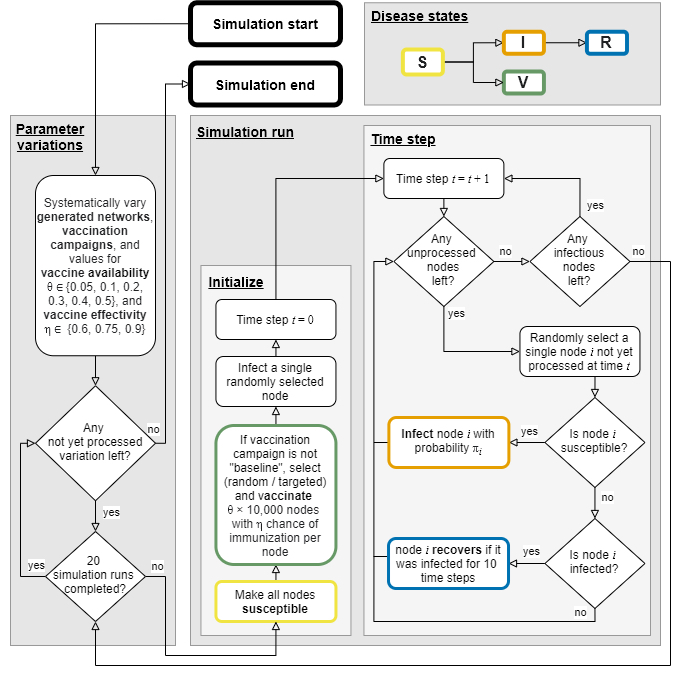 Simulation start
Simulation end
Disease states
S
I
R
V
Parameter
variations
Systematically vary
generated networks,
vaccination
campaigns, and
values for
vaccine availability
θ ∈{0.05, 0.1, 0.2,
0.3, 0.4, 0.5}, and
vaccine effectivity
η ∈ {0.6, 0.75, 0.9}
Any
not yet processed
variation left?
no
yes
20
simulation runs
completed?
yes
no
Simulation run
Initialize
Time step t = 0
Infect a single
randomly selected
node
If vaccination
campaign is not
"baseline", select
(random / targeted)
and vaccinate
θ × 10,000 nodes
with η chance of
immunization per
node
Make all nodes
susceptible
Time step
Time step t = t + 1
yes
Any
unprocessed
nodes
left?
no
Any
infectious
nodes
left?
no
yes
Randomly select a
single node i not yet
processed at time t
Infect node i with
probability πi
yes
Is node i
susceptible?
no
node i recovers if it
was infected for 10
time steps
yes
Is node i
infected?
no